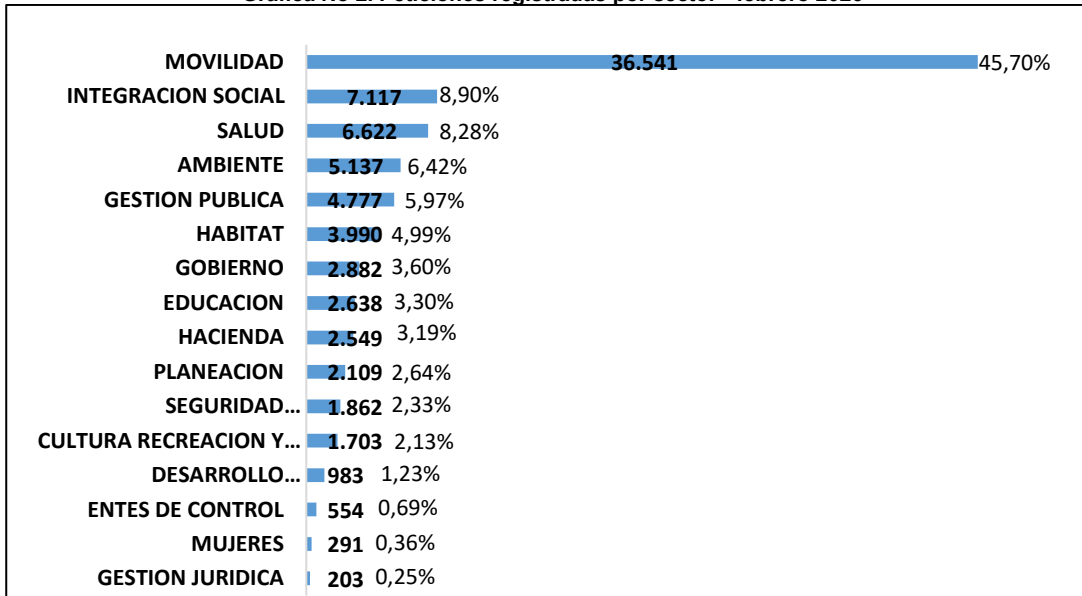 MOVILIDAD 36.541 45,70%
INTEGRACION SOCIAL 7.117 8,90%
SALUD 6.622 8,28%
AMBIENTE 5.137 6,42%
GESTION PUBLICA 4.777 5,97%
HABITAT 3.990 4,99%
GOBIERNO 2.882 3,60%
EDUCACION 2.638 3,30%
HACIENDA 2.549 3,19%
PLANEACION 2.109 2,64%
SEGURIDAD... 1.862 2,33%
CULTURA RECREACION Y... 1.703 2,13%
DESARROLLO... 983 1,23%
ENTES DE CONTROL 554 0,69%
MUJERES 291 0,36%
GESTION JURIDICA 203 0,25%